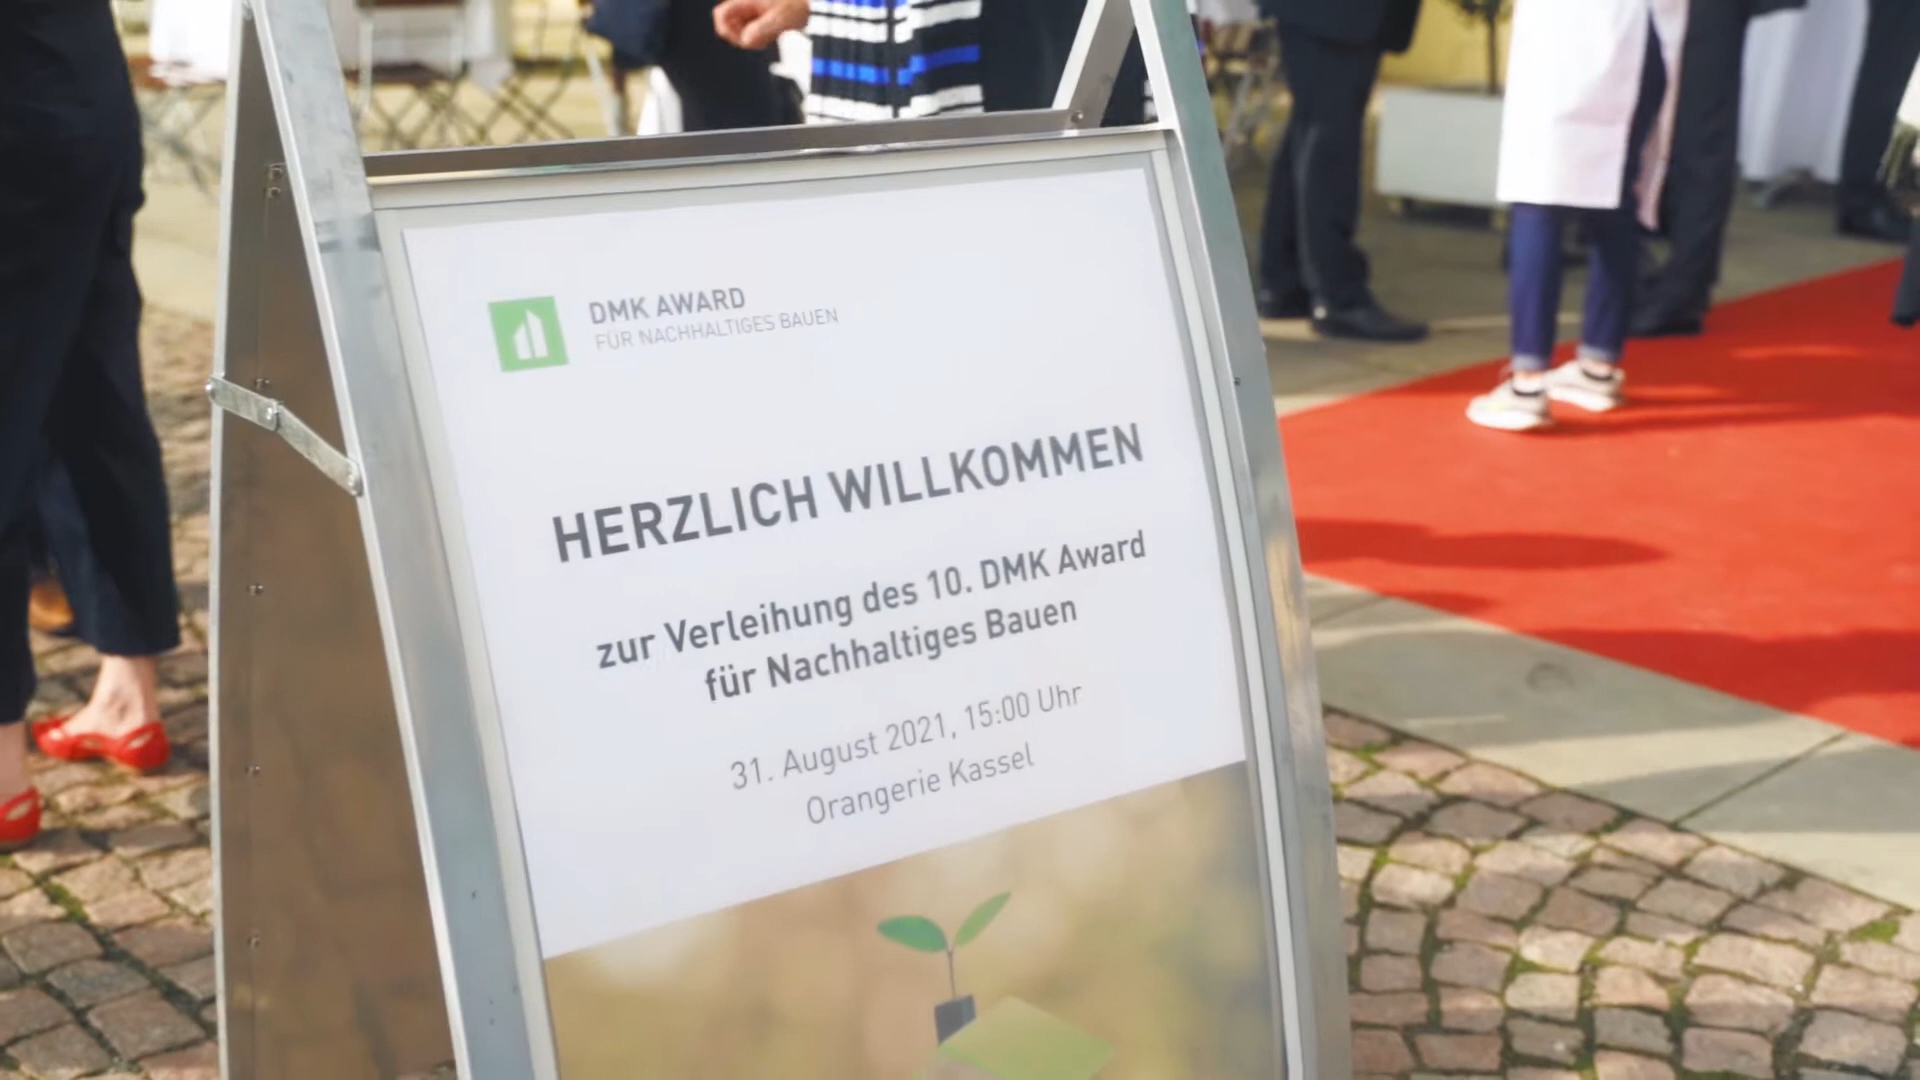 DMK AWARD
FÜR NACHHALTIGES BAUEN
HERZLICH WILLKOMMEN
zur Verleihung des 10. DMK Award
für Nachhaltiges Bauen
31. August 2021, 15:00 Uhr
Orangerie Kassel